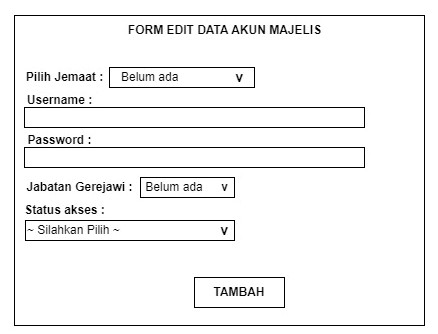 FORM EDIT DATA AKUN MAJELIS
Pilih Jemaat : Belum ada v
Username :
Password :
Jabatan Gerejawi : Belum ada v
Status akses :
~ Silahkan Pilih ~ v
TAMBAH